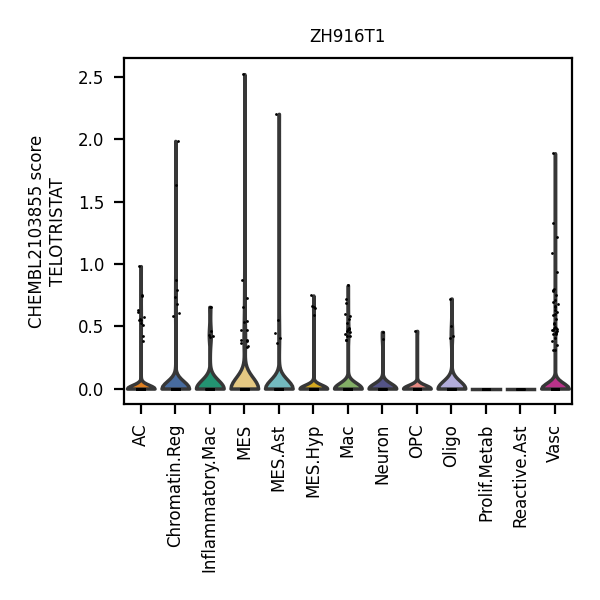 ZH916T1
CHEMBL2103855 score
TELOTRISTAT
2.5
2.0
1.5
1.0
0.5
0.0
AC
Chromatin.Reg
Inflammatory.Mac
MES
MES.Ast
MES.Hyp
Mac
Neuron
OPC
Oligo
Prolif.Metab
Reactive.Ast
Vasc